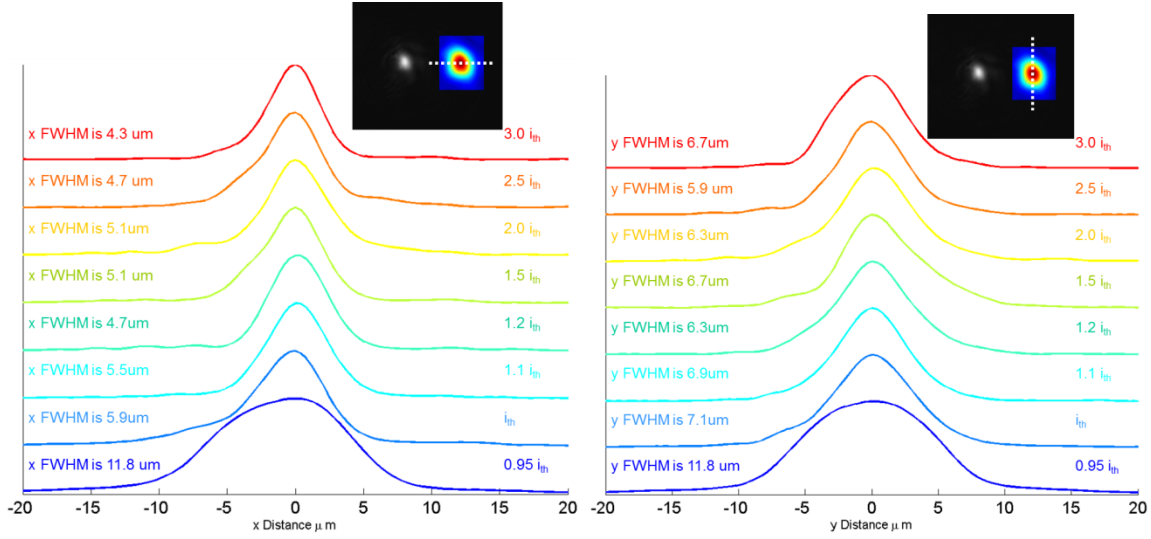 x FWHM is 4.3 um
3.0 ith
x FWHM is 4.7 um
2.5 ith
x FWHM is 5.1um
2.0 ith
x FWHM is 5.1 um
1.5 ith
x FWHM is 4.7um
1.2 ith
x FWHM is 5.5um
1.1 ith
x FWHM is 5.9um
ith
x FWHM is 11.8 um
0.95 ith
-20 -15 -10 -5 0 5 10 15 20
x Distance μ m
y FWHM is 6.7um
3.0 ith
y FWHM is 5.9 um
2.5 ith
y FWHM is 6.3um
2.0 ith
y FWHM is 6.7um
1.5 ith
y FWHM is 6.3um
1.2 ith
y FWHM is 6.9um
1.1 ith
y FWHM is 7.1um
ith
y FWHM is 11.8 um
0.95 ith
-20 -15 -10 -5 0 5 10 15 20
y Distance μ m